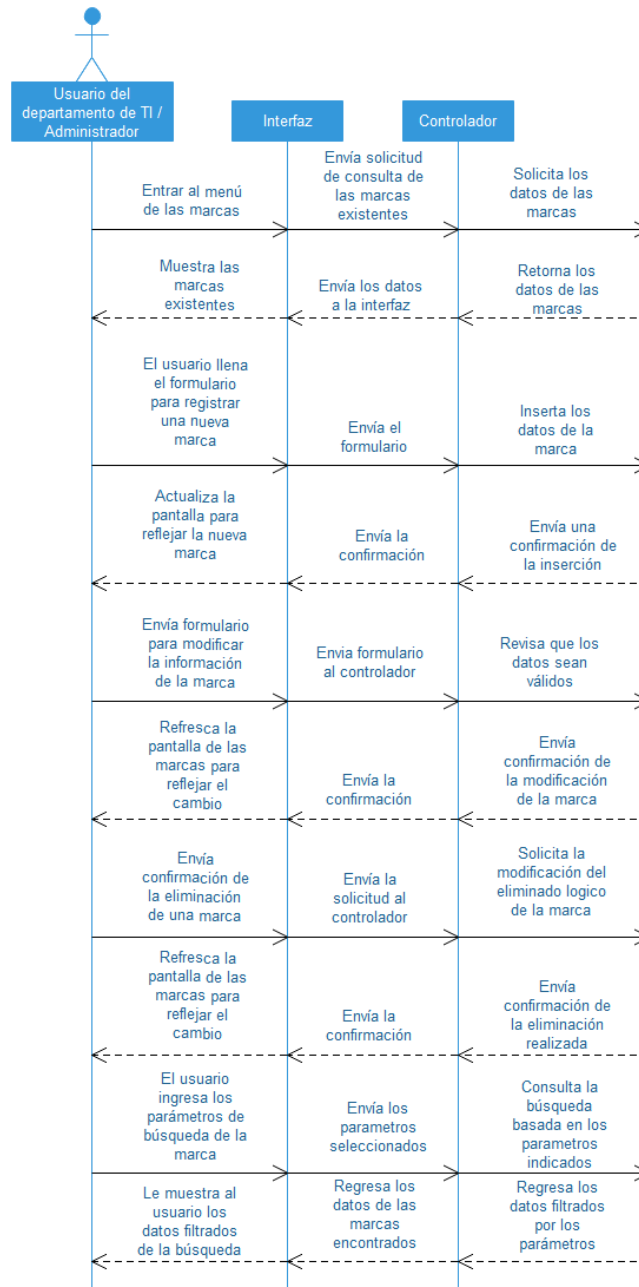 Usuario del
departamento de TI /
Administrador
Interfaz
Controlador
Entrar al menú
de las marcas
Envía solicitud
de consulta de
las marcas
existentes
Solicita los
datos de las
marcas
Muestra las
marcas
existentes
Envía los datos
a la interfaz
Retorna los
datos de las
marcas
El usuario llena
el formulario
para registrar
una nueva
marca
Envía el
formulario
Inserta los
datos de la
marca
Actualiza la
pantalla para
reflejar la nueva
marca
Envía la
confirmación
Envía una
confirmación de
la inserción
Envía formulario
para modificar
la información
de la marca
Envia formulario
al controlador
Revisa que los
datos sean
válidos
Refresca la
pantalla de las
marcas para
reflejar el
cambio
Envía la
confirmación
Envía
confirmación de
la modificación
de la marca
Envía
confirmación de
la eliminación
de una marca
Envía la
solicitud al
controlador
Solicita la
modificación del
eliminado logico
de la marca
Refresca la
pantalla de las
marcas para
reflejar el
cambio
Envía la
confirmación
Envía
confirmación de
la eliminación
realizada
El usuario
ingresa los
parámetros de
búsqueda de la
marca
Envía los
parametros
seleccionados
Consulta la
búsqueda
basada en los
parametros
indicados
Le muestra al
usuario los
datos filtrados
de la búsqueda
Regresa los
datos de las
marcas
encontrados
Regresa los
datos filtrados
por los
parámetros